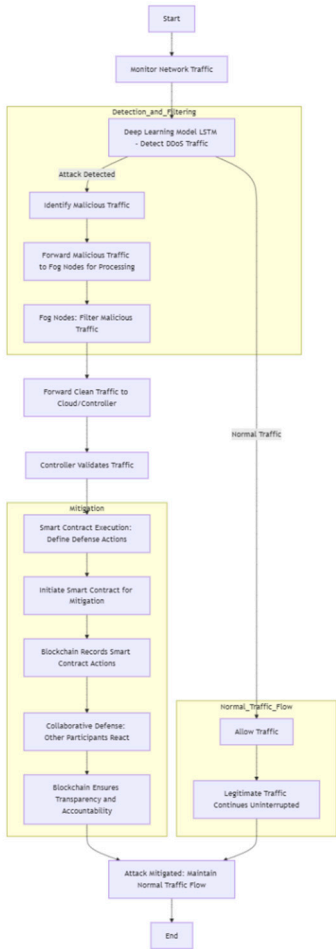 Start
Monitor Network Traffic
Detection_and_Filtering
Deep Learning Model LSTM
- Detect DDoS Traffic
Attack Detected
Identify Malicious Traffic
Forward Malicious Traffic
to Fog Nodes for Processing
Fog Nodes: Filter Malicious
Traffic
Forward Clean Traffic to
Cloud/Controller
Normal Traffic
Controller Validates Traffic
Mitigation
Smart Contract Execution:
Define Defense Actions
Initiate Smart Contract for
Mitigation
Blockchain Records Smart
Contract Actions
Collaborative Defense:
Other Participants React
Blockchain Ensures
Transparency and
Accountability
Normal_Traffic_Flow
Allow Traffic
Legitimate Traffic
Continues Uninterrupted
Attack Mitigated: Maintain
Normal Traffic Flow
End